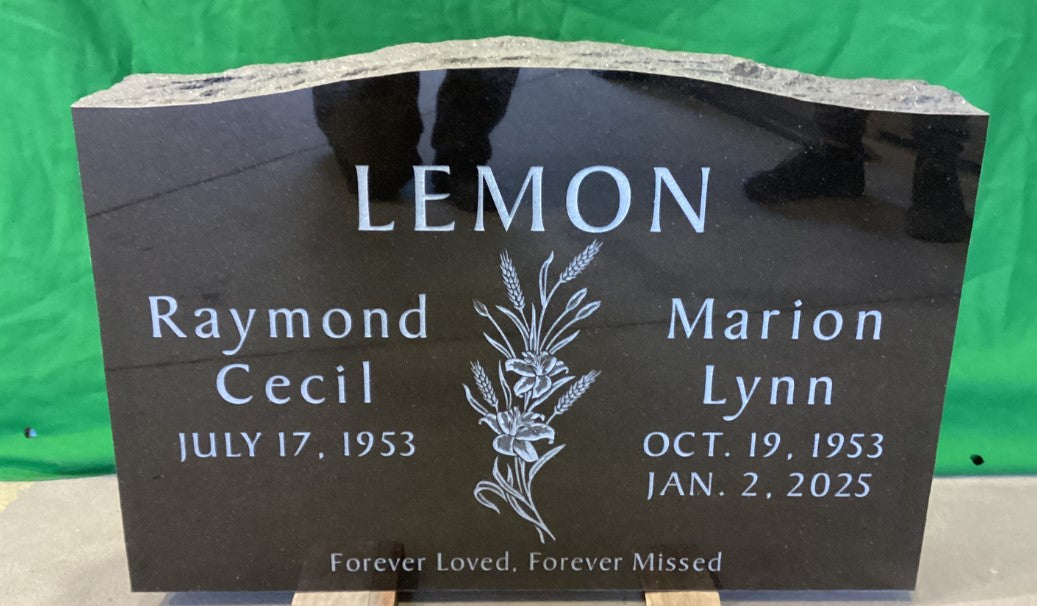 LEMON
Raymond
Cecil
JULY 17, 1953
Marion
Lynn
OCT. 19, 1953
JAN. 2, 2025
Forever Loved, Forever Missed